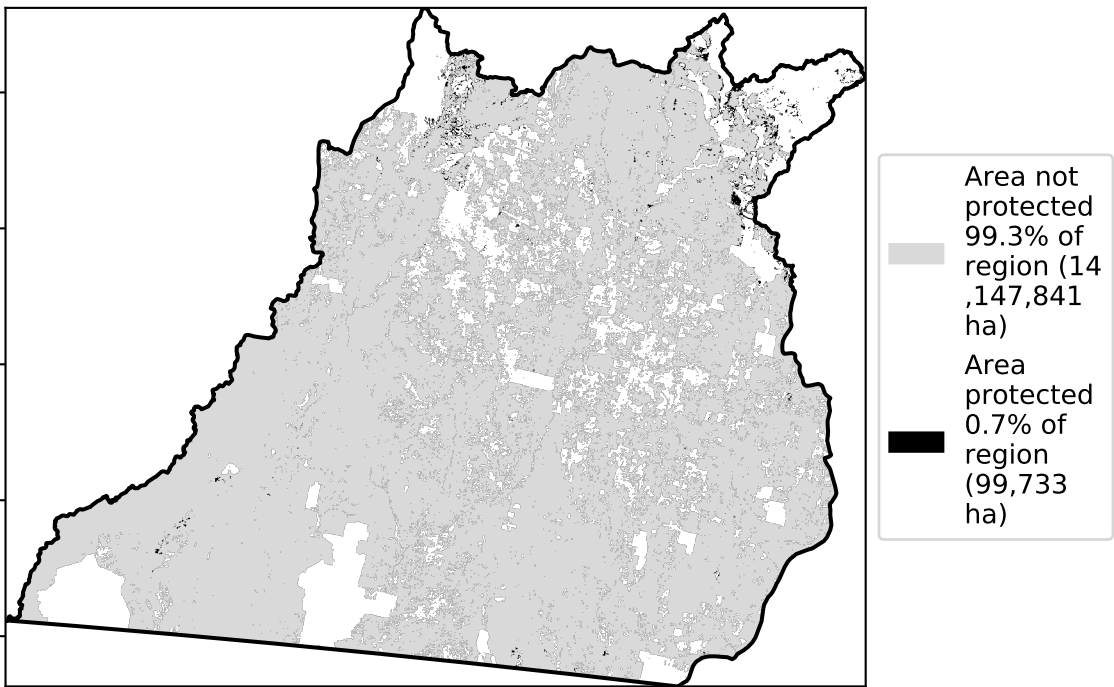 Area not
protected
99.3% of
region (14
,147,841
ha)
Area
protected
0.7% of
region
(99,733
ha)